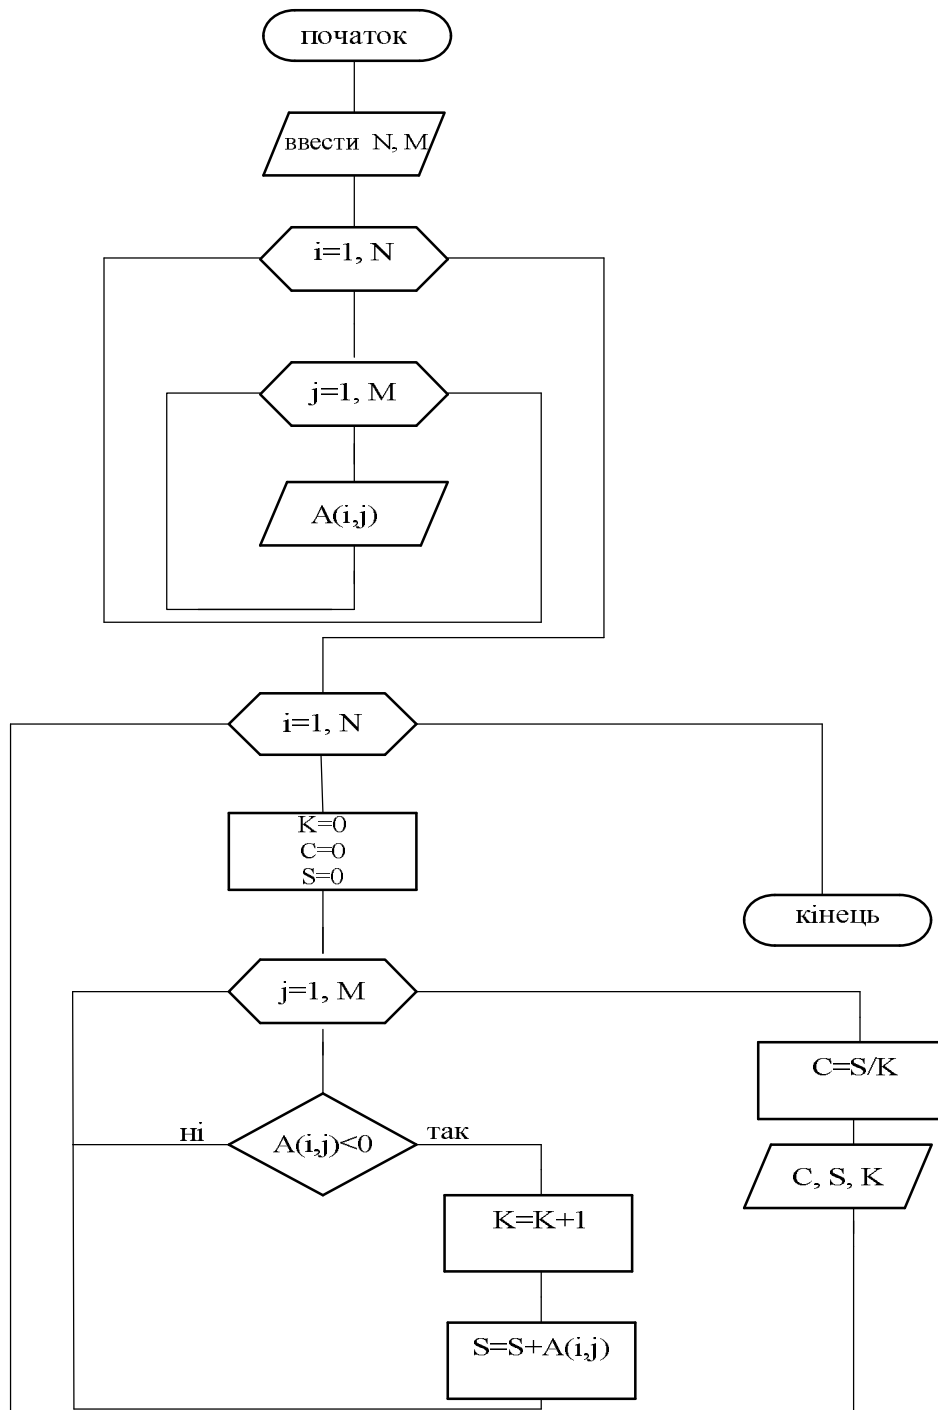 початок
ввести N, M
i=1, N
j=1, M
A(i,j)
i=1, N
K=0
C=0
S=0
кінець
j=1, M
C=S/K
ні
A(i,j)<0
так
C, S, K
K=K+1
S=S+A(i,j)